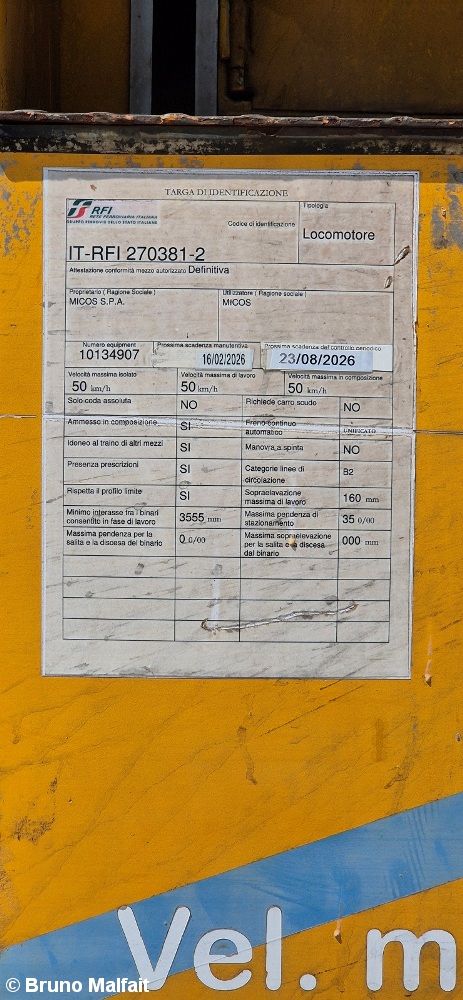 TARGA DI IDENTIFICAZIONE
RFI
RETE FERROVIARIA ITALIANA
GRUPPO FERROVIE DELLO STATO ITALIANE
Codice di identificazione
Tipologia
Locomotore
IT-RFI 270381-2
Attestazione conformità mezzo autorizzato Definitiva
Proprietario ( Ragione Sociale )
MICOS S.P.A.
Utilizzatore ( Ragione sociale )
MICOS
Numero equipment
10134907
Prossima scadenza manutentiva
16/02/2026
Prossima scadenza del controllo periodico
23/08/2026
Velocità massima isolato
50 km/h
Velocità massima di lavoro
50 km/h
Velocità massima in composizione
50 km/h
Solo coda assoluta NO Richiede carro scudo NO
Ammesso in composizione SI Freno continuo automatico UNIFICATO
Idoneo al traino di altri mezzi SI Manovra a spinta NO
Presenza prescrizioni SI Categorie linee di circolazione B2
Rispetta il profilo limite SI Sopraelavazione massima di lavoro 160 mm
Minimo interasse tra i binari consentito in fase di lavoro 3555 mm Massima pendenza di stazionamento 35 0/00
Massima pendenza per la salita e la discesa del binario 0 0/00 Massima sopraelevazione per la salita e la discesa dal binario 000 mm
Vel. m
© Bruno Malfait